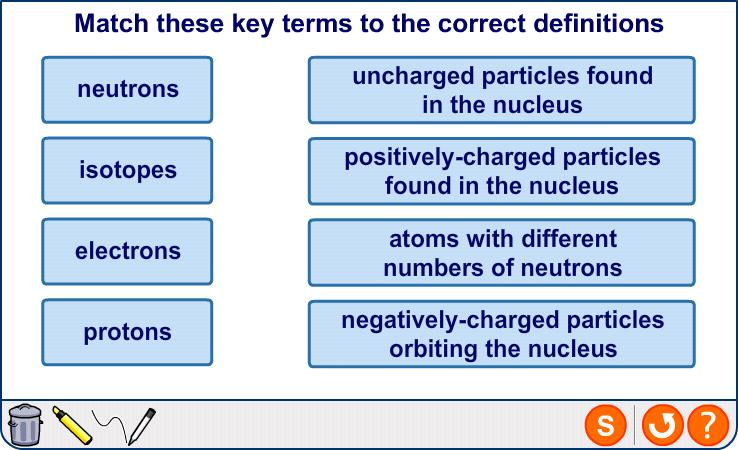 Match these key terms to the correct definitions
neutrons
uncharged particles found
in the nucleus
isotopes
positively-charged particles
found in the nucleus
electrons
atoms with different
numbers of neutrons
protons
negatively-charged particles
orbiting the nucleus
S
?